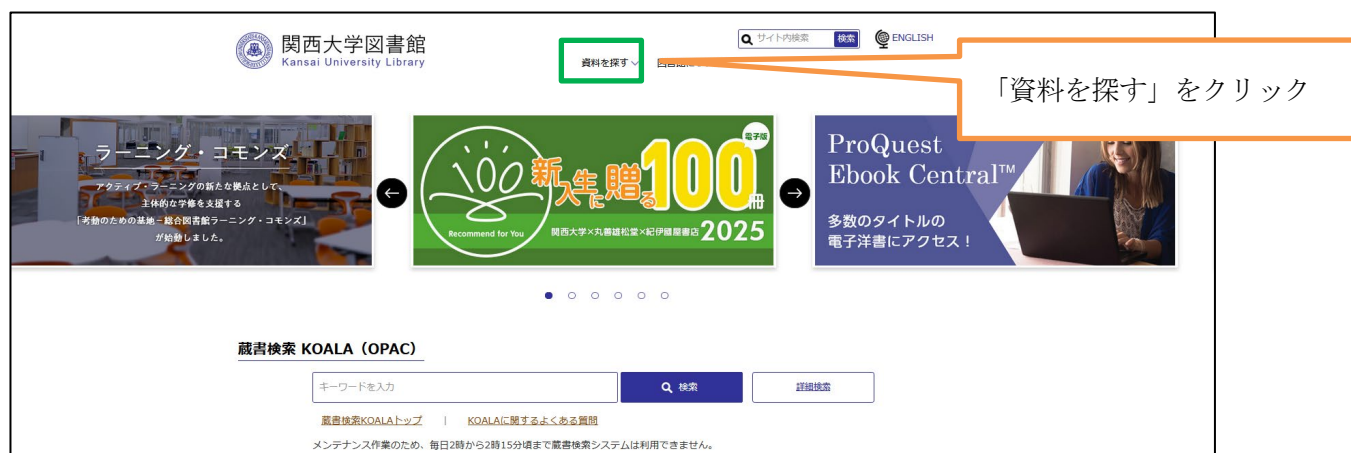 関西大学図書館
Kansai University Library
サイト内検索
検索
ENGLISH
資料を探す
「資料を探す」をクリック
ラーニング・コモンズ
アクティブ・ラーニングの新たな拠点として、
主体的な学修を支援する
「考動のための基地－総合図書館ラーニング・コモンズ」
が始動しました。
100
Recommend for You
新入生に贈る100冊
電子版
関西大学×丸善雄松堂×紀伊國屋書店2025
ProQuest
Ebook Central™
多数のタイトルの
電子洋書にアクセス！
蔵書検索 KOALA（OPAC）
キーワードを入力
検索
詳細検索
蔵書検索KOALAトップ | KOALAに関するよくある質問
メンテナンス作業のため、毎日2時から2時15分頃まで蔵書検索システムは利用できません。